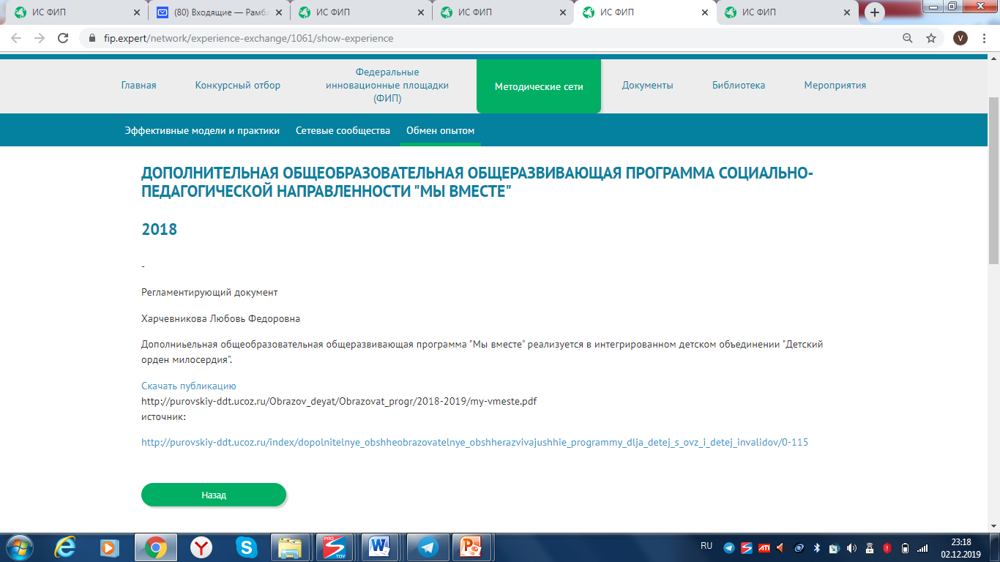 ИС ФИП
(80) Входящие — Рамбл
ИС ФИП
ИС ФИП
ИС ФИП
ИС ФИП
fip.expert/network/experience-exchange/1061/show-experience
V
Главная
Конкурсный отбор
Федеральные
инновационные площадки
(ФИП)
Методические сети
Документы
Библиотека
Мероприятия
Эффективные модели и практики
Сетевые сообщества
Обмен опытом
ДОПОЛНИТЕЛЬНАЯ ОБЩЕОБРАЗОВАТЕЛЬНАЯ ОБЩЕРАЗВИВАЮЩАЯ ПРОГРАММА СОЦИАЛЬНО-
ПЕДАГОГИЧЕСКОЙ НАПРАВЛЕННОСТИ "МЫ ВМЕСТЕ"
2018
-
Регламентирующий документ
Харчевникова Любовь Федоровна
Дополниьельная общеобразовательная общеразвивающая программа "Мы вместе" реализуется в интегрированном детском объединении "Детский
орден милосердия".
Скачать публикацию
http://purovskiy-ddt.ucoz.ru/Obrazov_deyat/Obrazovat_progr/2018-2019/my-vmeste.pdf
источник:
http://purovskiy-ddt.ucoz.ru/index/dopolnitelnye_obshheobrazovatelnye_obshherazvivajushhie_programmy_dlja_detej_s_ovz_i_detej_invalidov/0-115
Назад
PRO
TOY
RU
ATI
23:18
02.12.2019